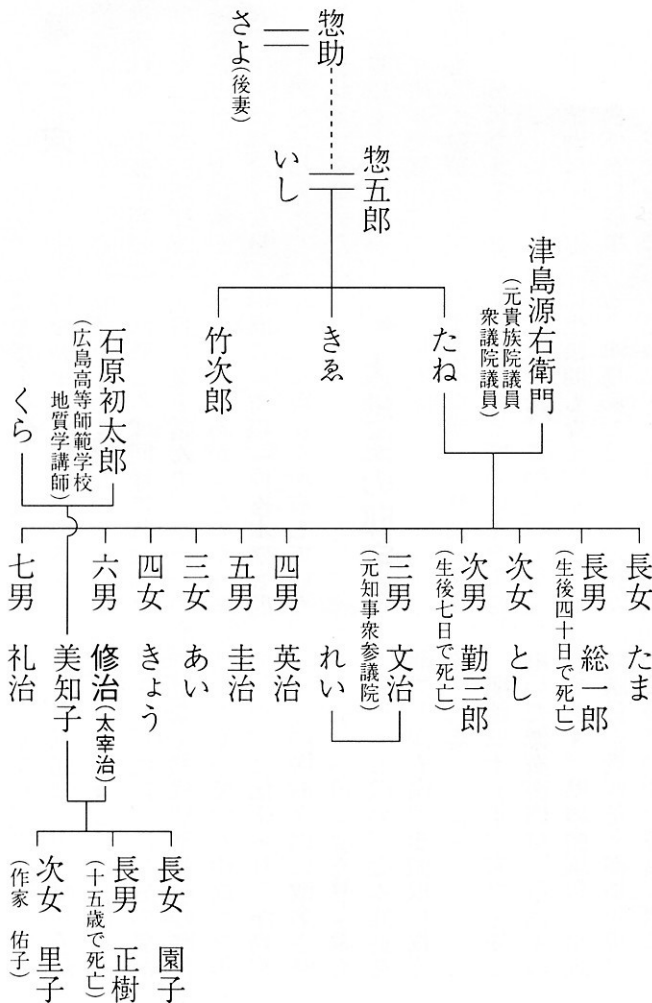 惣助
さよ(後妻)
惣五郎
いし
津島源右衛門
(元貴族院議員
衆議院議員)
たね
きゑ
竹次郎
石原初太郎
(広島高等師範学校
地質学講師)
くら
長女 たま
長男 総一郎
(生後四十日で死亡)
次女 とし
次男 勤三郎
(生後七日で死亡)
三男 文治
(元知事衆参議院)
れい
四男 英治
五男 圭治
三女 あい
四女 きょう
六男 修治(太宰治)
美知子
七男 礼治
長女 園子
長男 正樹
(十五歳で死亡)
次女 里子
(作家 佑子)